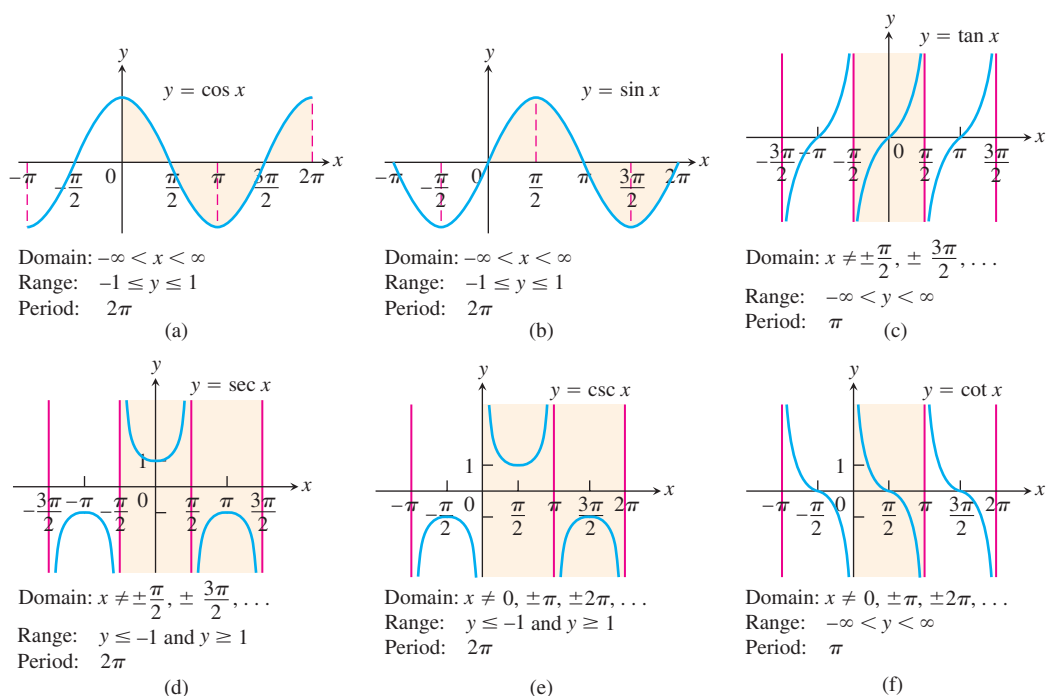 y
y = cos x
x
−π
−π/2
0
π/2
π
3π/2
2π
Domain: −∞ < x < ∞
Range: −1 ≤ y ≤ 1
Period: 2π
(a)
y
y = sin x
x
−π/2
0
π/2
π
3π/2
2π
Domain: −∞ < x < ∞
Range: −1 ≤ y ≤ 1
Period: 2π
(b)
y
y = tan x
x
−3π/2
−π
−π/2
0
π/2
π
3π/2
Domain: x ≠ ±π/2, ± 3π/2, . . .
Range: −∞ < y < ∞
Period: π
(c)
y
y = sec x
1
x
−3π/2
−π
−π/2
0
π/2
π
3π/2
Domain: x ≠ ±π/2, ± 3π/2, . . .
Range: y ≤ −1 and y ≥ 1
Period: 2π
(d)
y
y = csc x
1
x
−π
−π/2
0
π/2
π
3π/2
2π
Domain: x ≠ 0, ±π, ±2π, . . .
Range: y ≤ −1 and y ≥ 1
Period: 2π
(e)
y
y = cot x
1
x
−π
−π/2
0
π/2
π
3π/2
2π
Domain: x ≠ 0, ±π, ±2π, . . .
Range: −∞ < y < ∞
Period: π
(f)